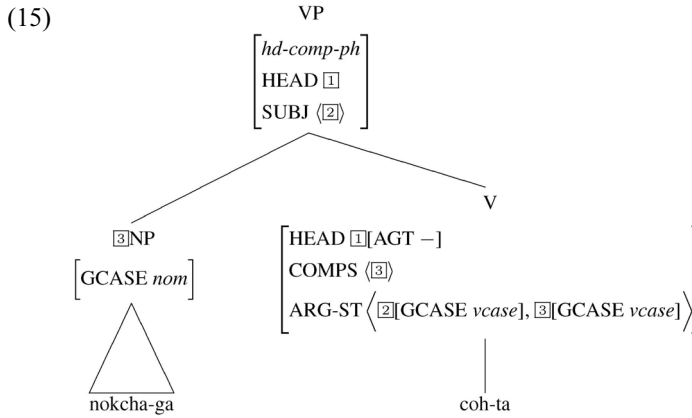 (15)
VP
hd-comp-ph
HEAD 1
SUBJ ⟨2⟩
3NP
GCASE nom
nokcha-ga
V
HEAD 1[AGT −]
COMPS ⟨3⟩
ARG-ST⟨2[GCASE vcase], 3[GCASE vcase]⟩
coh-ta